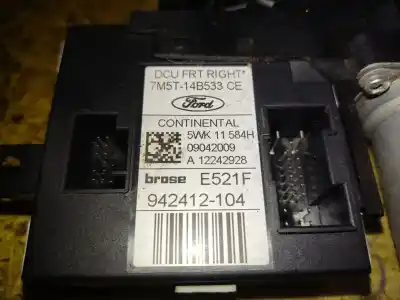 DCU FRT RIGHT*
7M5T-14B533 CE
Ford
CONTINENTAL
5WK 11 584H
09042009
A 12242928
brose E521F
942412-104